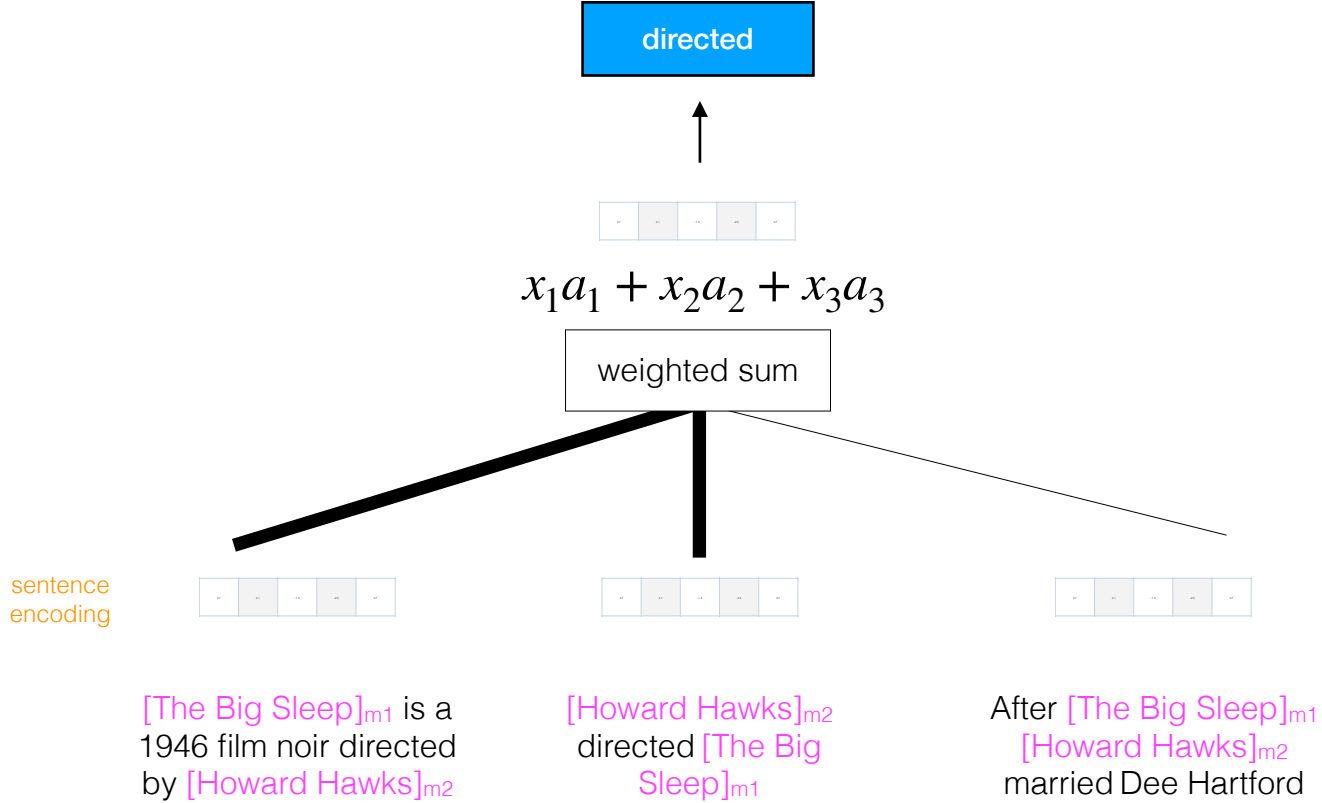 directed
x₁a₁ + x₂a₂ + x₃a₃
weighted sum
sentence
encoding
[The Big Sleep]m1 is a
1946 film noir directed
by [Howard Hawks]m2
[Howard Hawks]m2
directed [The Big
Sleep]m1
After [The Big Sleep]m1
[Howard Hawks]m2
married Dee Hartford